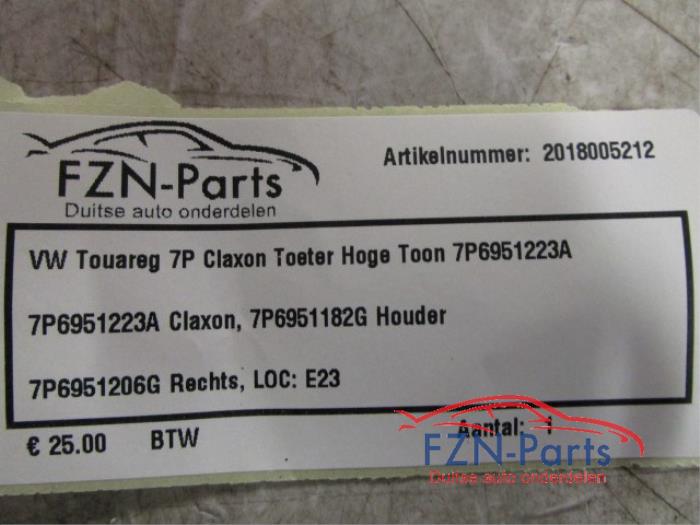 FZN-Parts
Duitse auto onderdelen
Artikelnummer: 2018005212
VW Touareg 7P Claxon Toeter Hoge Toon 7P6951223A
7P6951223A Claxon, 7P6951182G Houder
7P6951206G Rechts, LOC: E23
€ 25.00 BTW Aantal: 1
FZN-Parts
Duitse auto onderdelen